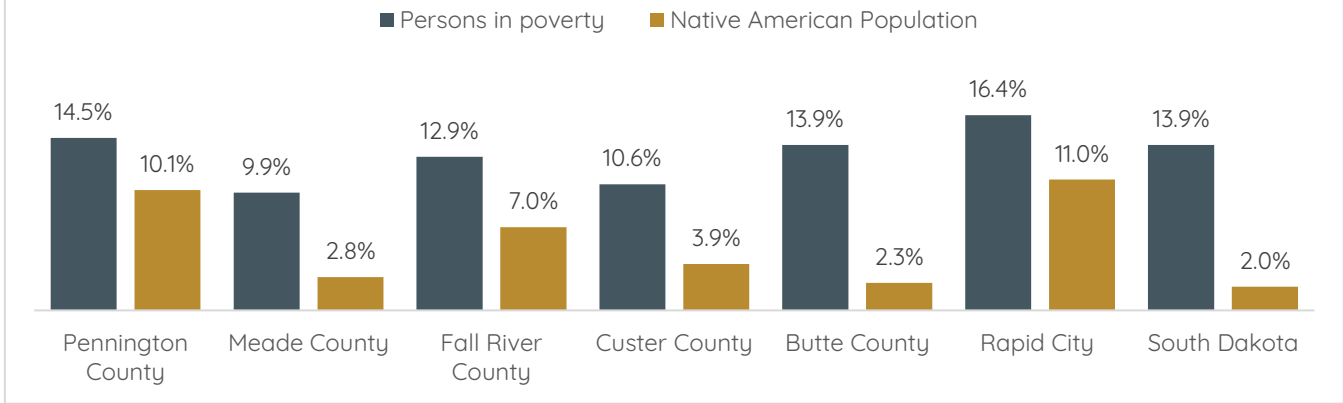 Persons in poverty
Native American Population
14.5%
10.1%
9.9%
2.8%
12.9%
7.0%
10.6%
3.9%
13.9%
2.3%
16.4%
11.0%
13.9%
2.0%
Pennington
County
Meade County
Fall River
County
Custer County
Butte County
Rapid City
South Dakota